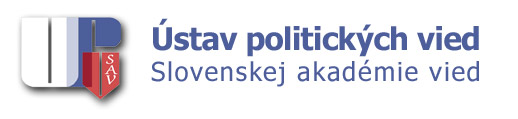 SAV
Ústav politických vied
Slovenskej akadémie vied